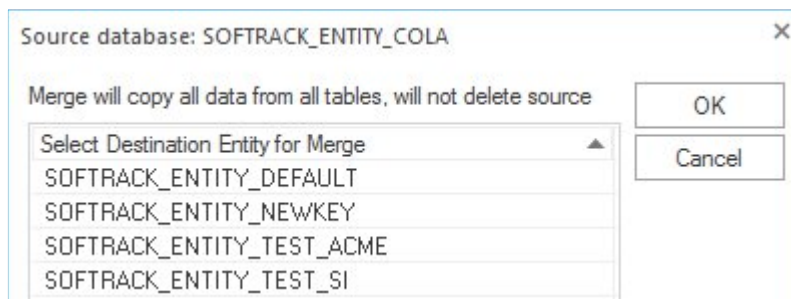 Source database: SOFTRACK_ENTITY_COLA
Merge will copy all data from all tables, will not delete source
OK
Select Destination Entity for Merge
Cancel
SOFTRACK_ENTITY_DEFAULT
SOFTRACK_ENTITY_NEWKEY
SOFTRACK_ENTITY_TEST_ACME
SOFTRACK_ENTITY_TEST_SI